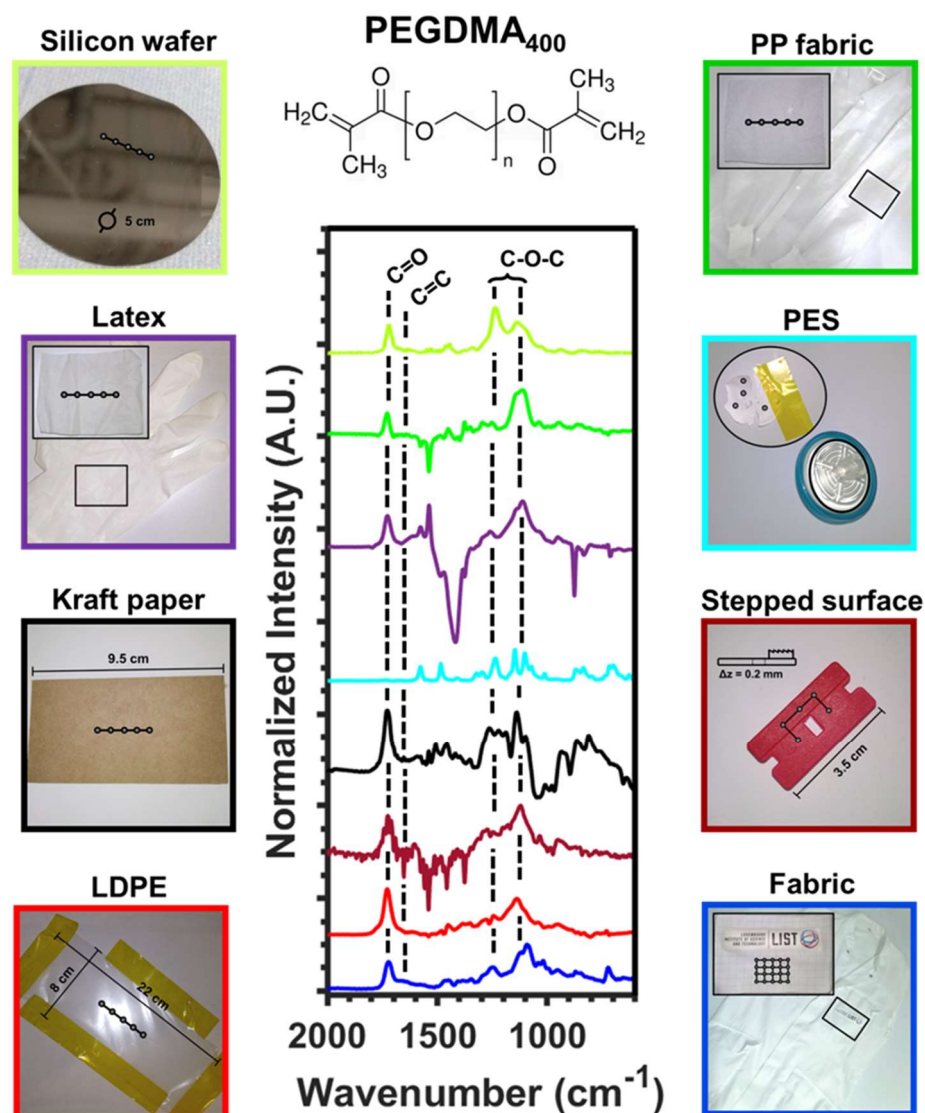 PEGDMA400
Silicon wafer
5 cm
H2C
O
CH3
O
n
O
O
CH3
CH2
PP fabric
Latex
PES
Kraft paper
9.5 cm
Stepped surface
Δz = 0.2 mm
3.5 cm
LDPE
8 cm
22 cm
Fabric
LIST
C=O
C=C
C-O-C
Normalized Intensity (A.U.)
2000
1500
1000
Wavenumber (cm-1)